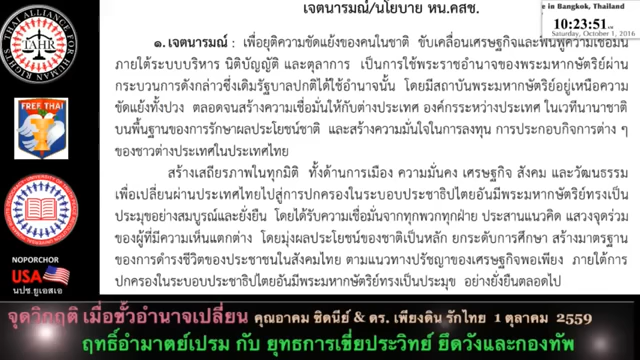 เจตนารมณ์/นโยบาย หน.คสช.
e in Bangkok, Thailand
10:23:51AM
Saturday, October 1, 2016
๑. เจตนารมณ์ : เพื่อยุติความขัดแย้งของคนในชาติ ขับเคลื่อนเศรษฐกิจและฟื้นฟูความเชื่อมั่น
ภายใต้ระบบบริหาร นิติบัญญัติ และตุลาการ เป็นการใช้พระราชอำนาจของพระมหากษัตริย์ผ่าน
กระบวนการดังกล่าวซึ่งเดิมรัฐบาลปกติได้ใช้อำนาจนั้น โดยมีสถาบันพระมหากษัตริย์อยู่เหนือความ
ขัดแย้งทั้งปวง ตลอดจนสร้างความเชื่อมั่นให้กับต่างประเทศ องค์กรระหว่างประเทศ ในเวทีนานาชาติ
บนพื้นฐานของการรักษาผลประโยชน์ชาติ และสร้างความมั่นใจในการลงทุน การประกอบกิจการต่าง ๆ
ของชาวต่างประเทศในประเทศไทย
สร้างเสถียรภาพในทุกมิติ ทั้งด้านการเมือง ความมั่นคง เศรษฐกิจ สังคม และวัฒนธรรม
เพื่อเปลี่ยนผ่านประเทศไทยไปสู่การปกครองในระบอบประชาธิปไตยอันมีพระมหากษัตริย์ทรงเป็น
ประมุขอย่างสมบูรณ์และยั่งยืน โดยได้รับความเชื่อมั่นจากทุกพวกทุกฝ่าย ประสานแนวคิด แสวงจุดร่วม
ของผู้ที่มีความเห็นแตกต่าง โดยมุ่งผลประโยชน์ของชาติเป็นหลัก ยกระดับการศึกษา สร้างมาตรฐาน
ของการดำรงชีวิตของประชาชนในสังคมไทย ตามแนวทางปรัชญาของเศรษฐกิจพอเพียง ภายใต้การ
ปกครองในระบอบประชาธิปไตยอันมีพระมหากษัตริย์ทรงเป็นประมุข อย่างยั่งยืนตลอดไป
THAI ALLIANCE FOR HUMAN RIGHTS
TAHR
FREE THAI
NOPORCHOR
USA
นปช.ยูเอสเอ
จุดวิกฤติ เมื่อขั้วอำนาจเปลี่ยน คุณอาคม ซิดนีย์ & ดร. เพียงดิน รักไทย 1 ตุลาคม 2559
ฤทธิ์อำมาตย์เปรม กับ ยุทธการเขี่ยประวิทย์ ยึดวังและกองทัพ